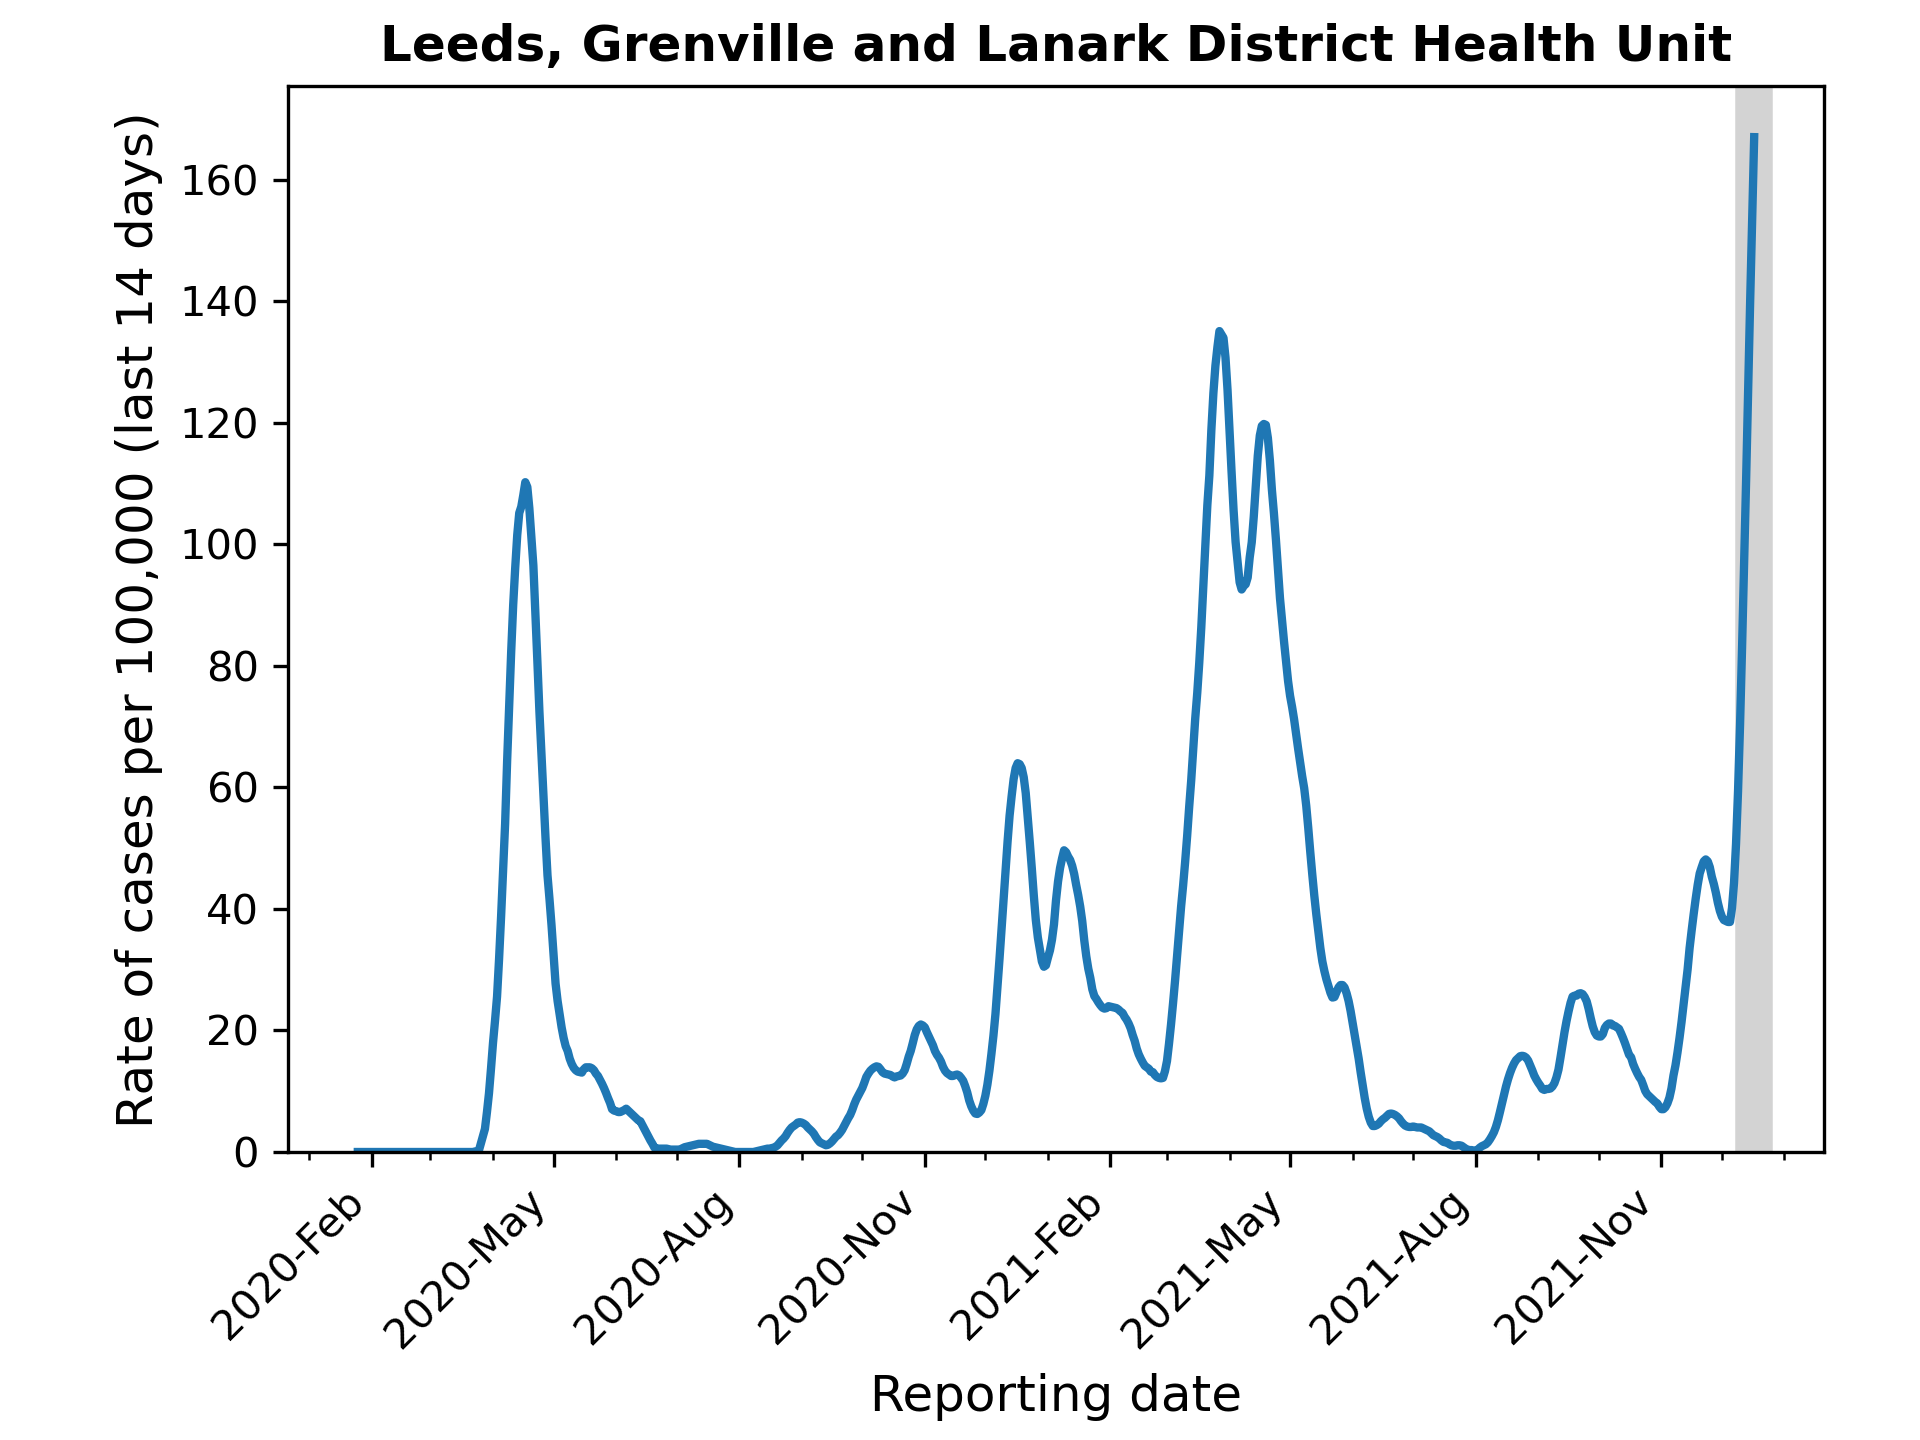 Leeds, Grenville and Lanark District Health Unit
Rate of cases per 100,000 (last 14 days)
160
140
120
100
80
60
40
20
0
2020-Feb
2020-May
2020-Aug
2020-Nov
2021-Feb
2021-May
2021-Aug
2021-Nov
Reporting date